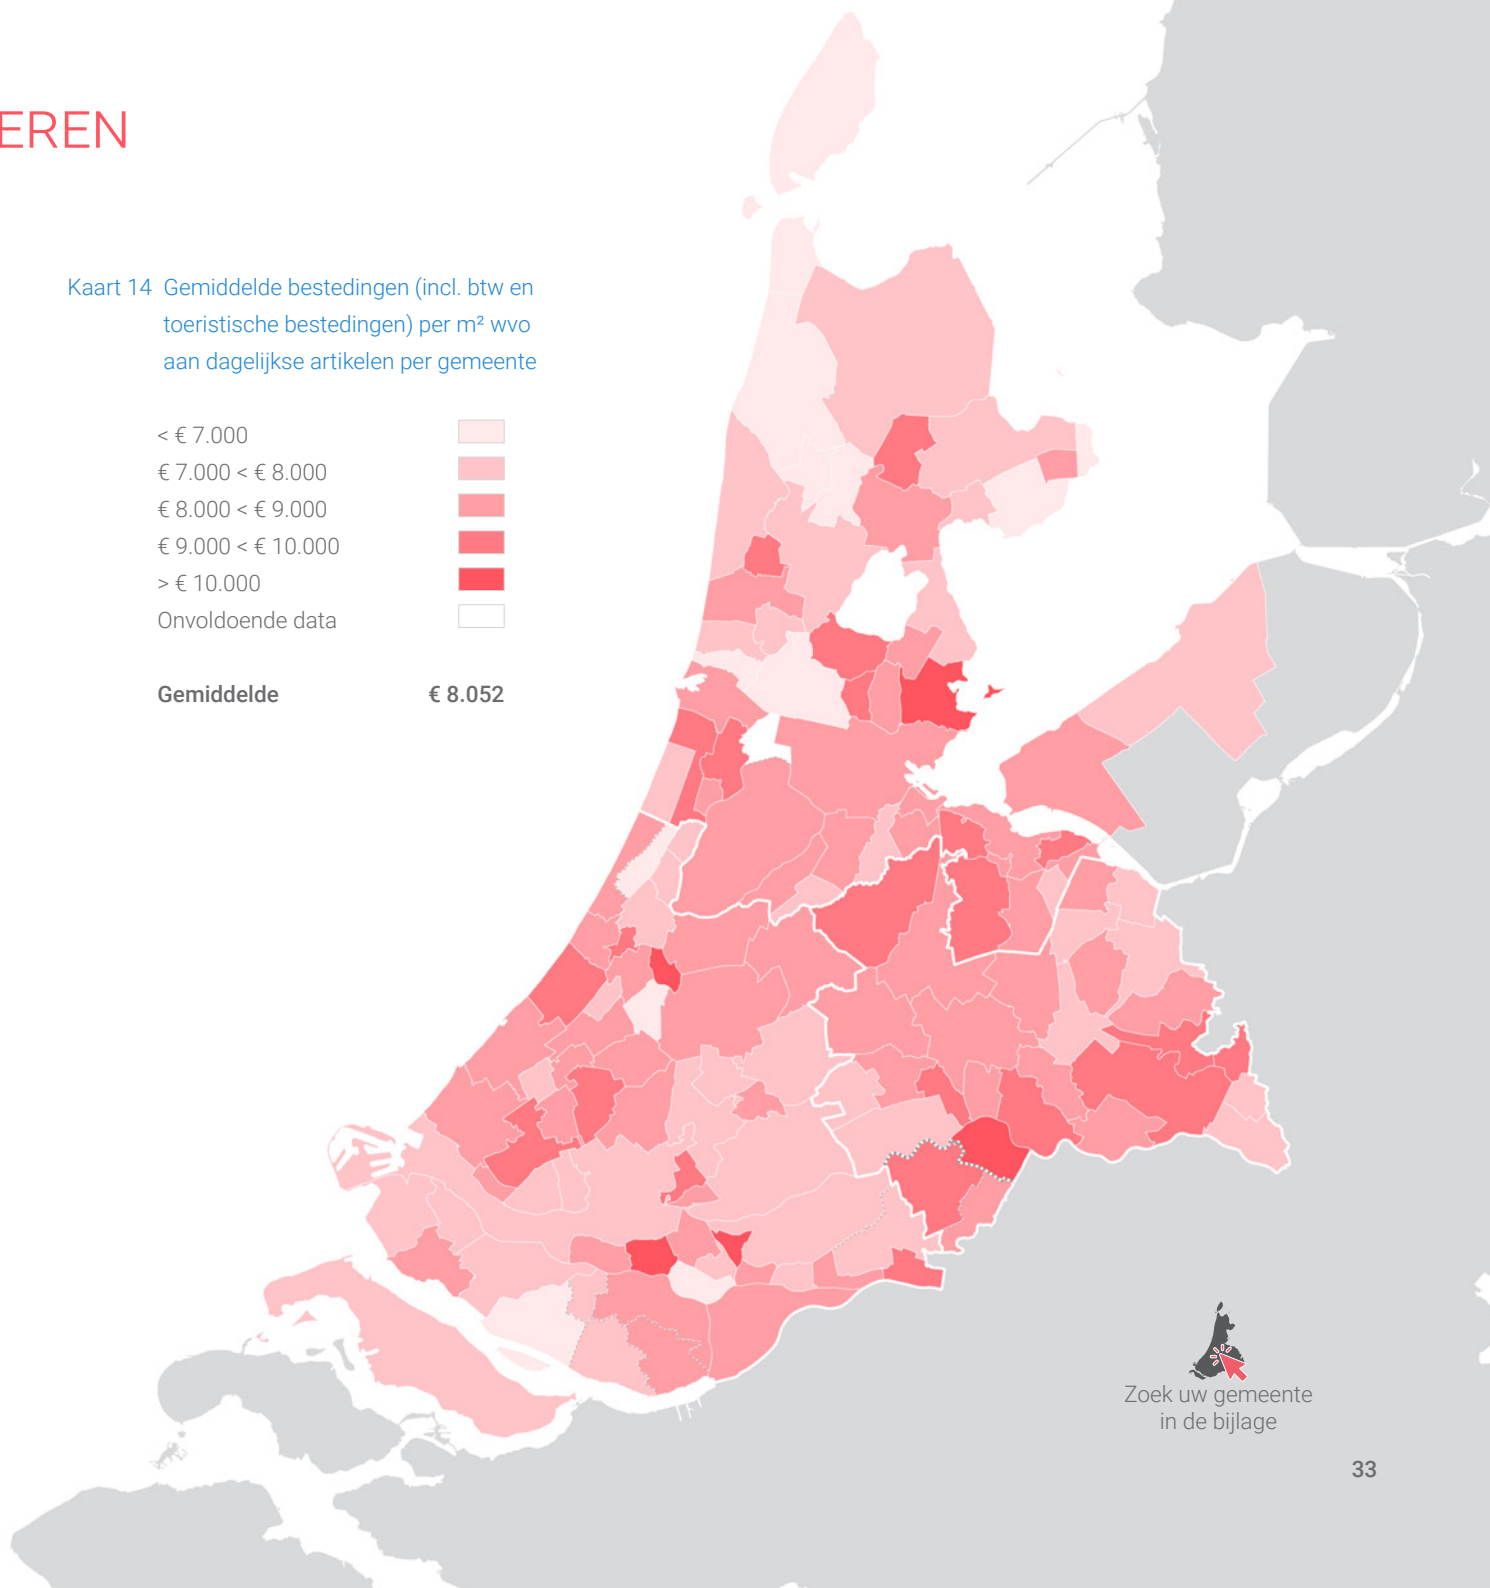 EREN
Kaart 14 Gemiddelde bestedingen (incl. btw en
toeristische bestedingen) per m² wvo
aan dagelijkse artikelen per gemeente
< € 7.000
€ 7.000 < € 8.000
€ 8.000 < € 9.000
€ 9.000 < € 10.000
> € 10.000
Onvoldoende data
Gemiddelde € 8.052
Zoek uw gemeente
in de bijlage
33